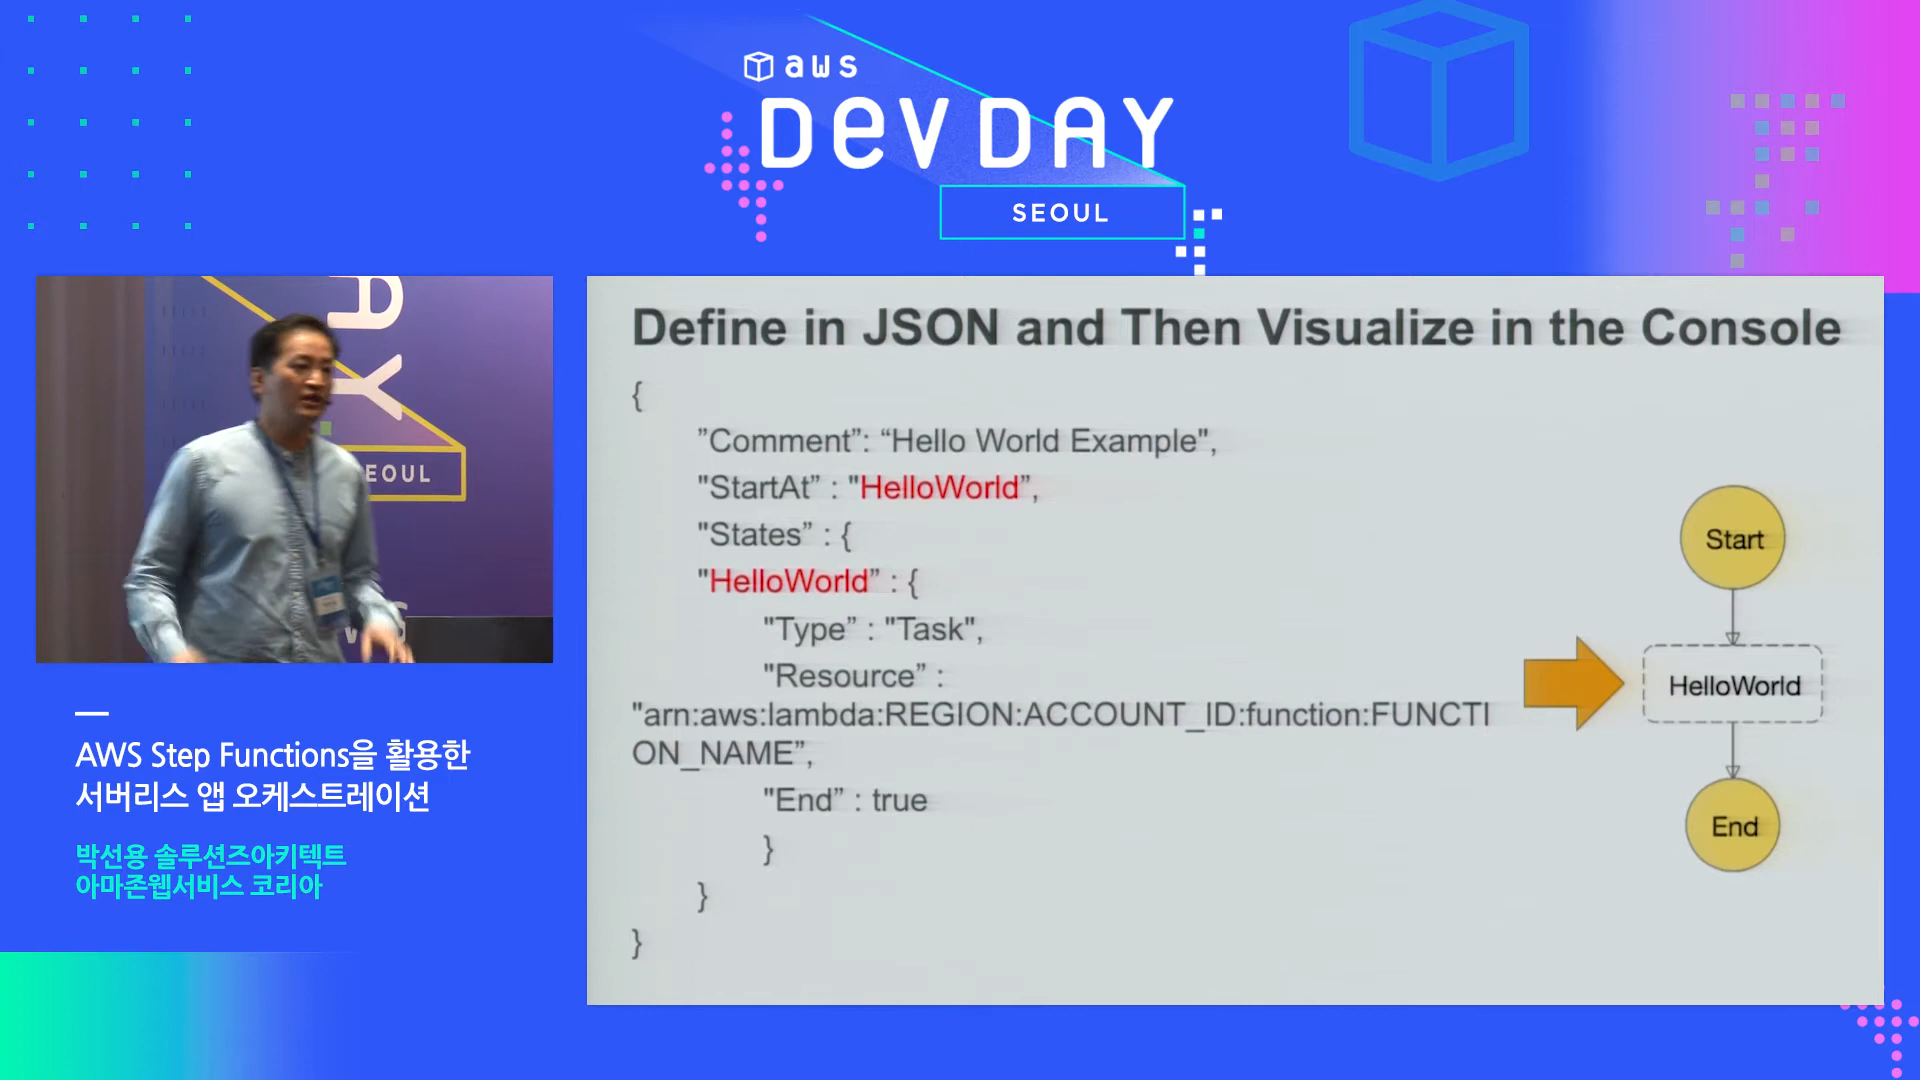 aws
DEV DAY
SEOUL
AY
SEOUL
AWS Step Functions을 활용한
서버리스 앱 오케스트레이션
박선용 솔루션즈아키텍트
아마존웹서비스 코리아
Define in JSON and Then Visualize in the Console
{
”Comment”: “Hello World Example",
"StartAt” : "HelloWorld”,
"States” : {
"HelloWorld” : {
"Type” : "Task",
"Resource” :
"arn:aws:lambda:REGION:ACCOUNT_ID:function:FUNCTI
ON_NAME”,
"End” : true
}
}
}
Start
HelloWorld
End